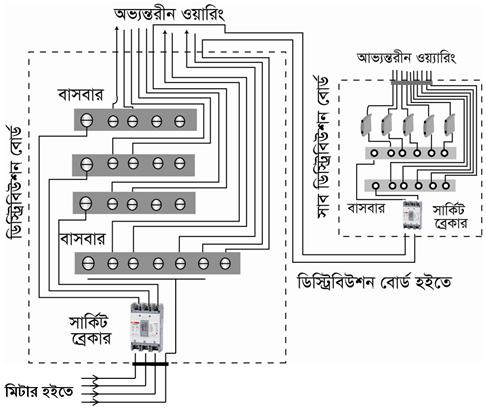 অভ্যন্তরীন ওয়ারিং
বাসবার
ডিস্ট্রিবিউশন বোর্ড
বাসবার
সার্কিট
ব্রেকার
মিটার হইতে
আভ্যন্তরীন ওয়্যারিং
সাব ডিস্ট্রিবিউশন বোর্ড
বাসবার
সার্কিট
ব্রেকার
ডিস্ট্রিবিউশন বোর্ড হইতে